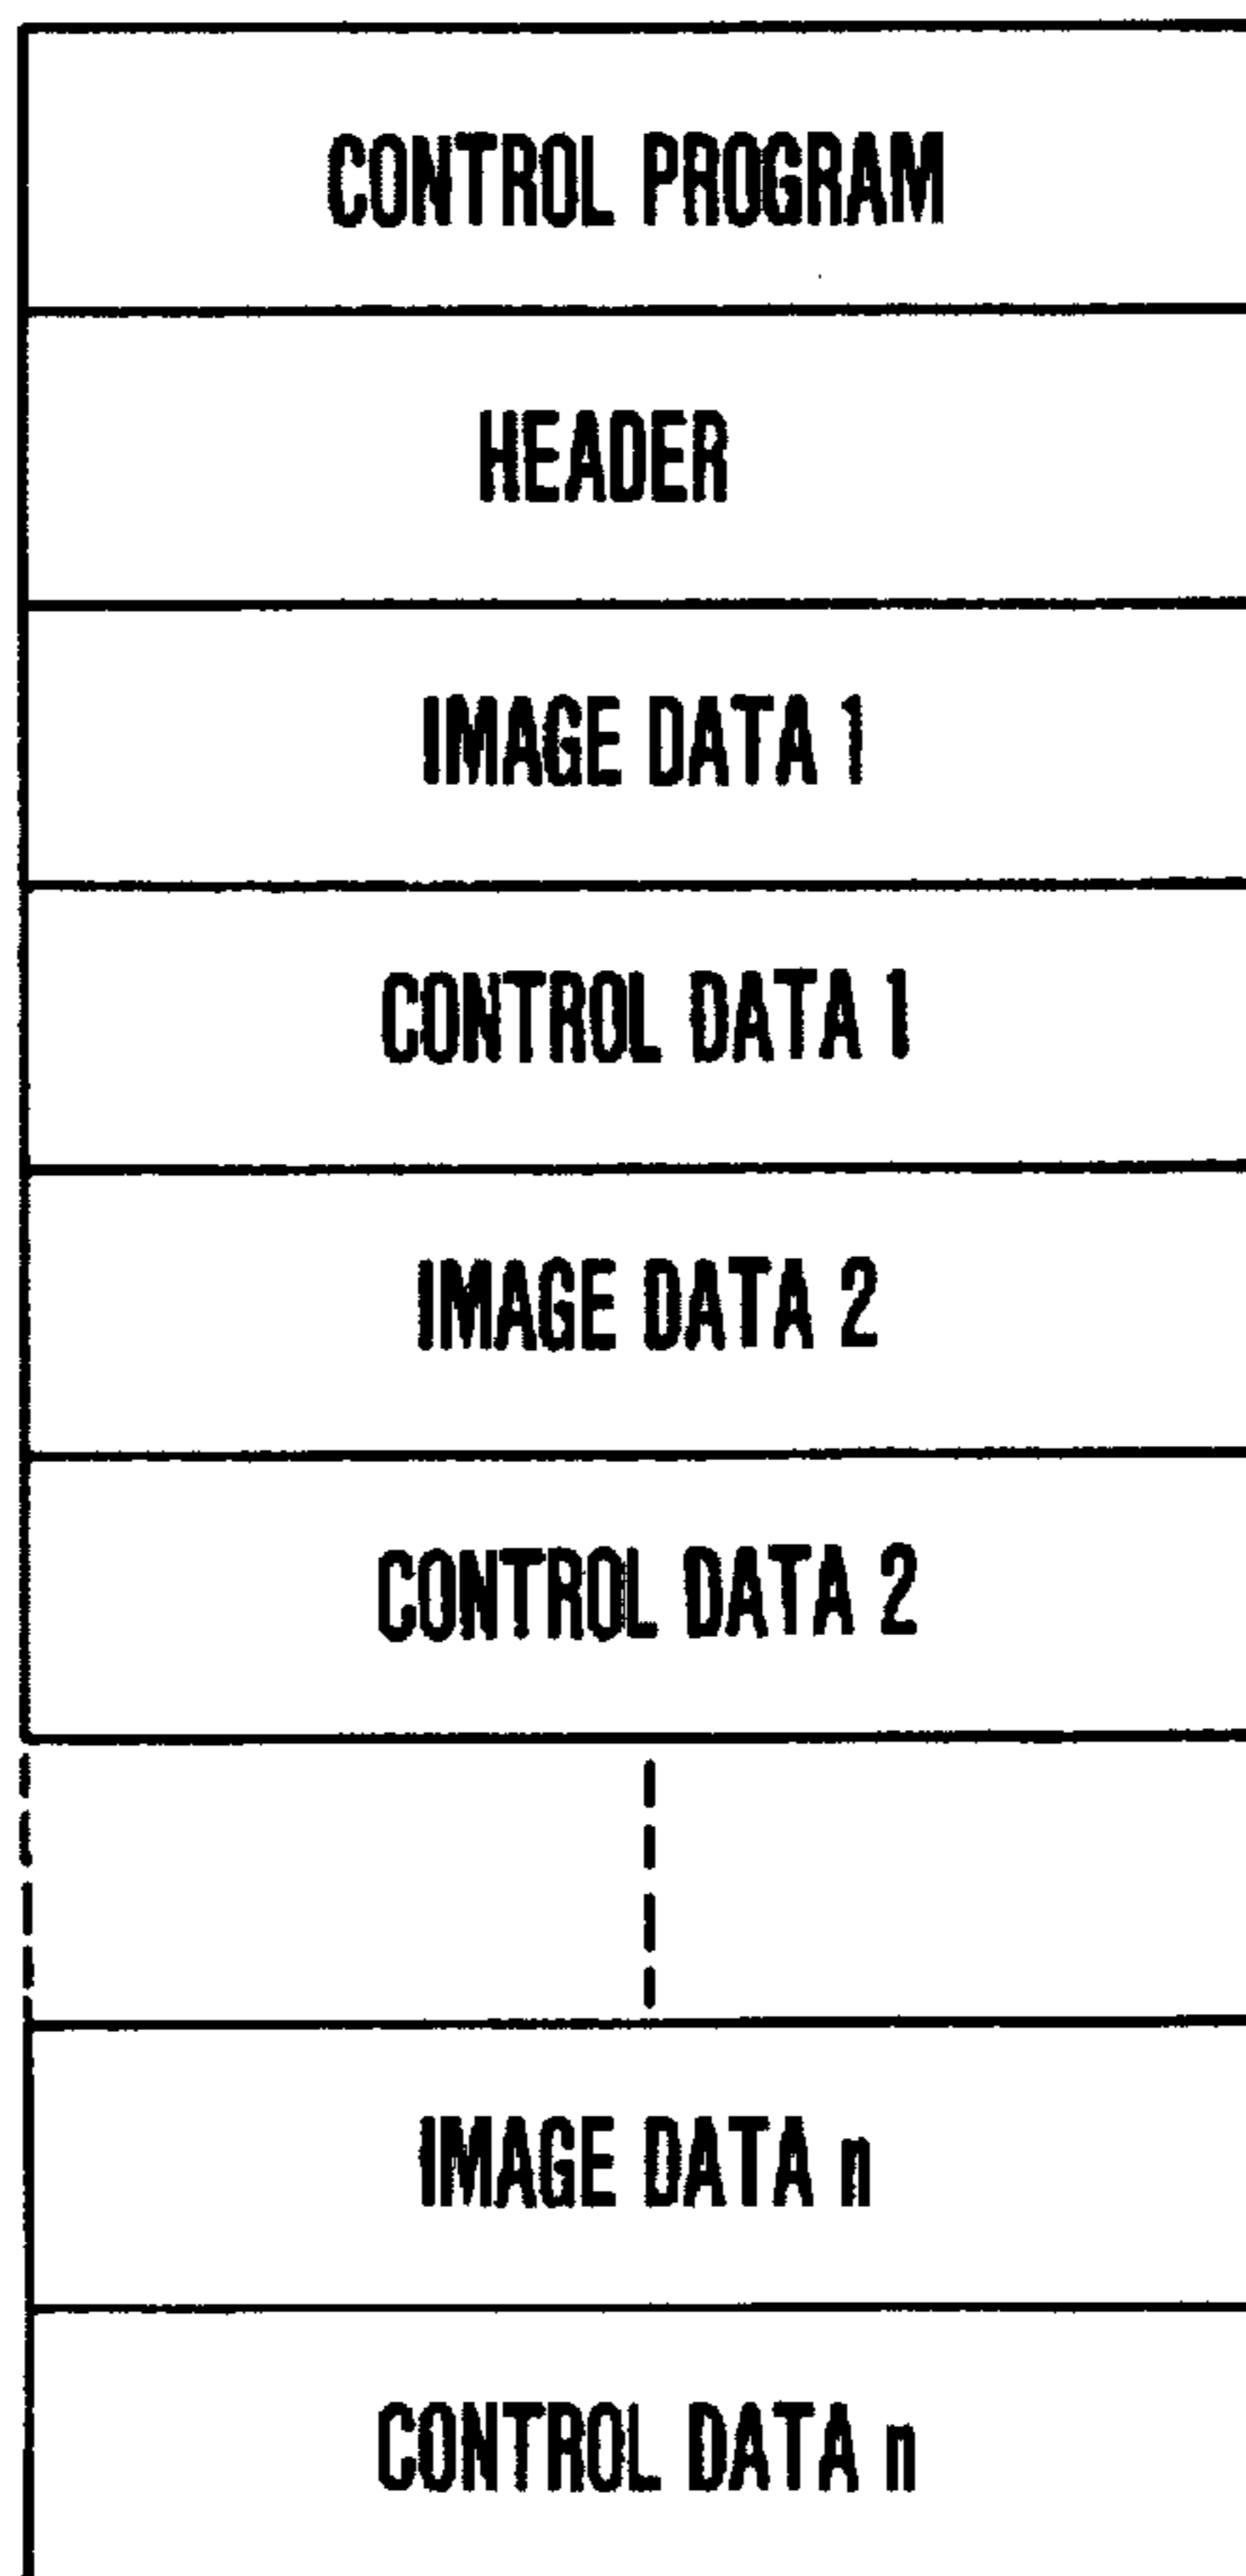 CONTROL PROGRAM
HEADER
IMAGE DATA 1
CONTROL DATA 1
IMAGE DATA 2
CONTROL DATA 2
IMAGE DATA n
CONTROL DATA n